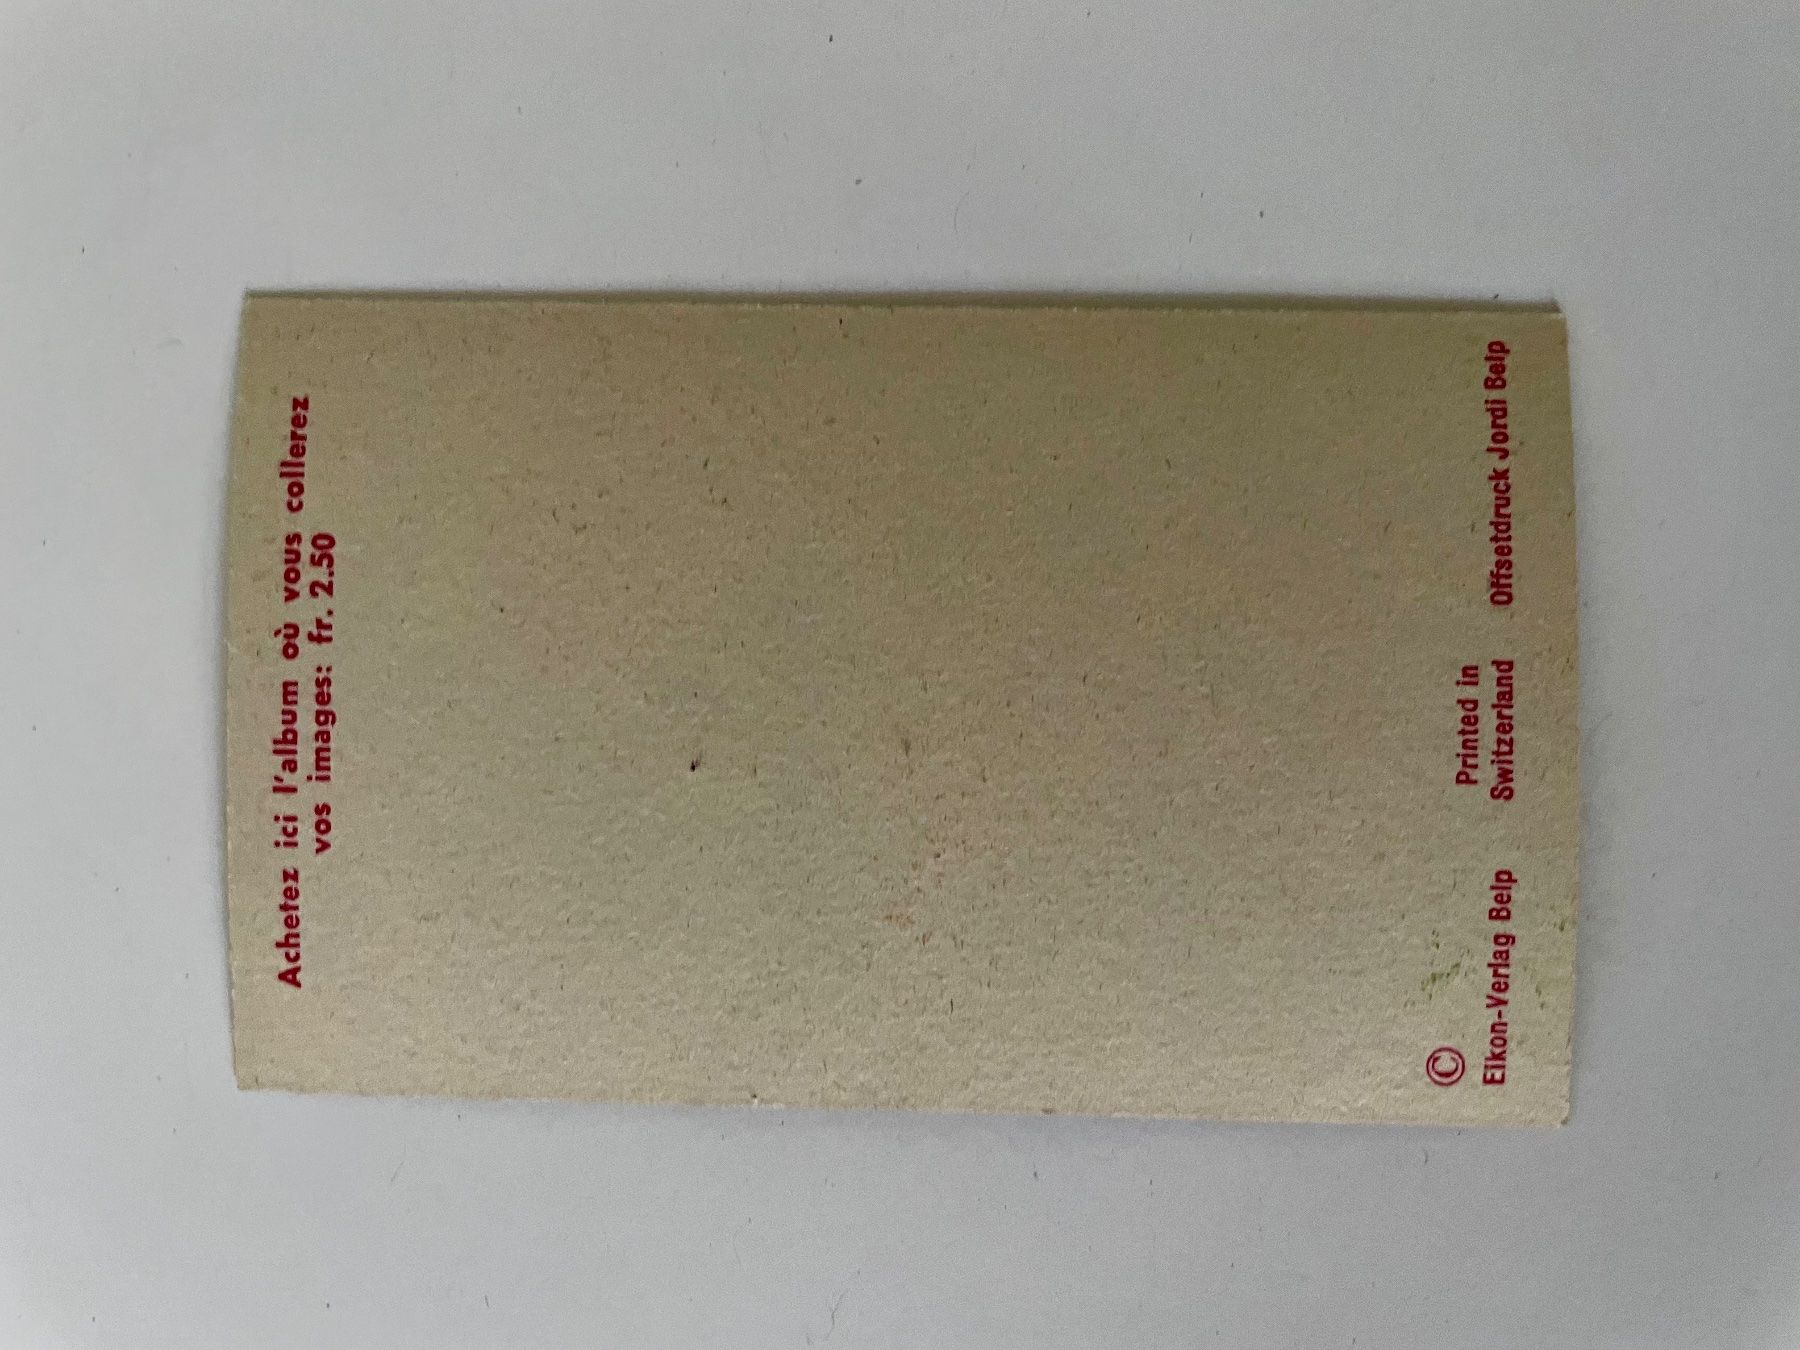 Achetez ici l'album où vous collerez
vos images: fr. 2.50
©
Eikon-Verlag Belp
Printed in
Switzerland
Offsetdruck Jordi Belp